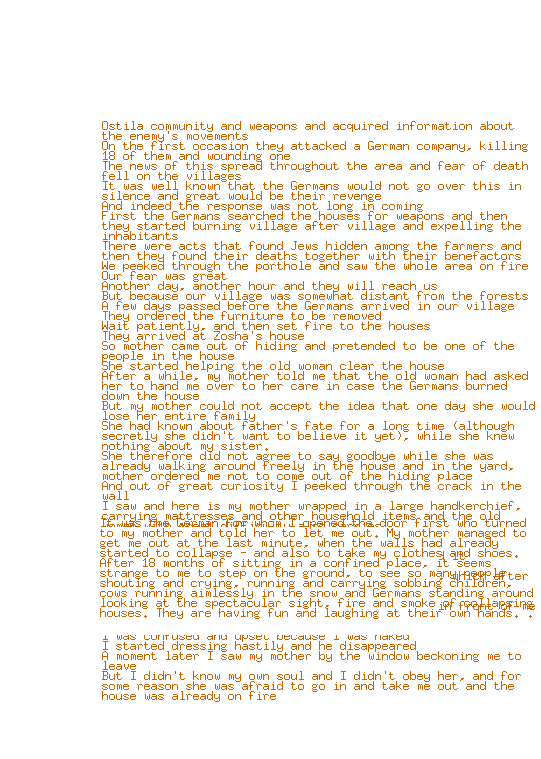 Ostila community and weapons and acquired information about
the enemy's movements
On the first occasion they attacked a German company, killing
18 of them and wounding one
The news of this spread throughout the area and fear of death
fell on the villages
It was well known that the Germans would not go over this in
silence and great would be their revenge
And indeed the response was not long in coming
First the Germans searched the houses for weapons and then
they started burning village after village and expelling the
inhabitants
There were acts that found Jews hidden among the farmers and
then they found their deaths together with their benefactors
We peeked through the porthole and saw the whole area on fire
Our fear was great
Another day, another hour and they will reach us
But because our village was somewhat distant from the forests
A few days passed before the Germans arrived in our village
They ordered the furniture to be removed
Wait patiently, and then set fire to the houses
They arrived at Zosha's house
So mother came out of hiding and pretended to be one of the
people in the house
She started helping the old woman clear the house
After a while, my mother told me that the old woman had asked
her to hand me over to her care in case the Germans burned
down the house
But my mother could not accept the idea that one day she would
lose her entire family
She had known about father's fate for a long time (although
secretly she didn't want to believe it yet), while she knew
nothing about my sister.
She therefore did not agree to say goodbye while she was
already walking around freely in the house and in the yard,
mother ordered me not to come out of the hiding place
And out of great curiosity I peeked through the crack in the
wall
I saw and here is my mother wrapped in a large handkerchief,
carrying mattresses and other household items and the old
It was the German for whom I opened the door first who turned
to my mother and told her to let me out. My mother managed to
get me out at the last minute, when the walls had already
started to collapse - and also to take my clothes and shoes.
After 18 months of sitting in a confined place, it seems
strange to me to step on the ground, to see so many people
which after
shouting and crying, running and carrying sobbing children,
cows running aimlessly in the snow and Germans standing around
looking at the spectacular sight, fire and smoke of collapsing
in front of me
houses. They are having fun and laughing at their own hands. .
I was confused and upset because I was naked
I started dressing hastily and he disappeared
A moment later I saw my mother by the window beckoning me to
leave
But I didn't know my own soul and I didn't obey her, and for
some reason she was afraid to go in and take me out and the
house was already on fire